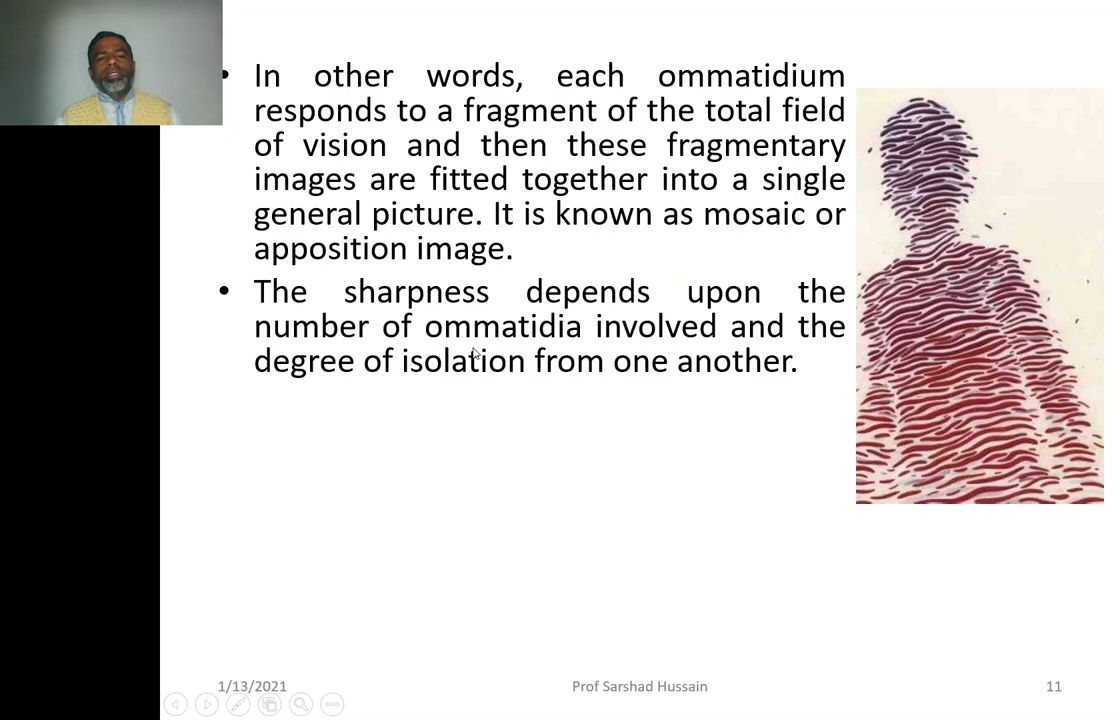 • In other words, each ommatidium
responds to a fragment of the total field
of vision and then these fragmentary
images are fitted together into a single
general picture. It is known as mosaic or
apposition image.
• The sharpness depends upon the
number of ommatidia involved and the
degree of isolation from one another.
1/13/2021 Prof Sarshad Hussain 11